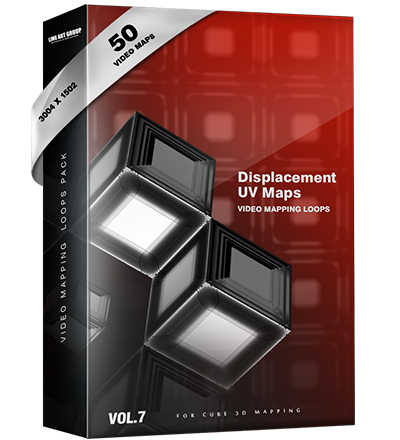 LIME ART GROUP
50
VIDEO MAPS
3004 X 1502
Displacement
UV Maps
VIDEO MAPPING LOOPS
VIDEO MAPPING LOOPS PACK
VOL.7
FOR CUBE 3D MAPPING